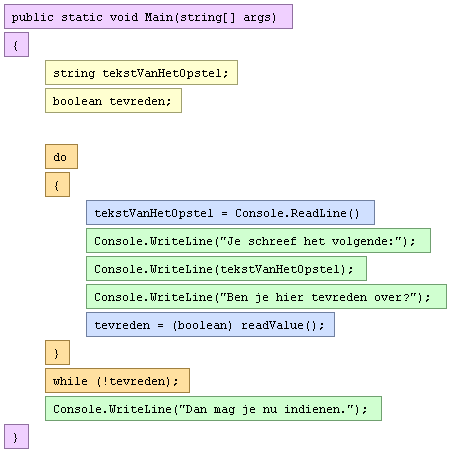 public static void Main(string[] args)
{
string tekstVanHetOpstel;
boolean tevreden;
do
{
tekstVanHetOpstel = Console.ReadLine()
Console.WriteLine("Je schreef het volgende:");
Console.WriteLine(tekstVanHetOpstel);
Console.WriteLine("Ben je hier tevreden over?");
tevreden = (boolean) readValue();
}
while (!tevreden);
Console.WriteLine("Dan mag je nu indienen.");
}